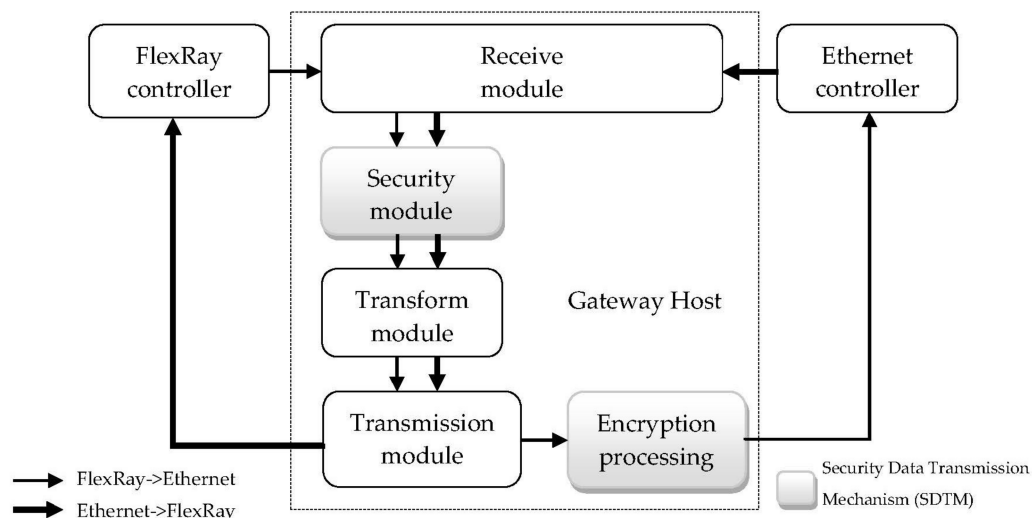 FlexRay
controller
Receive
module
Ethernet
controller
Security
module
Transform
module
Gateway Host
Transmission
module
Encryption
processing
FlexRay->Ethernet
Ethernet->FlexRay
Security Data Transmission
Mechanism (SDTM)